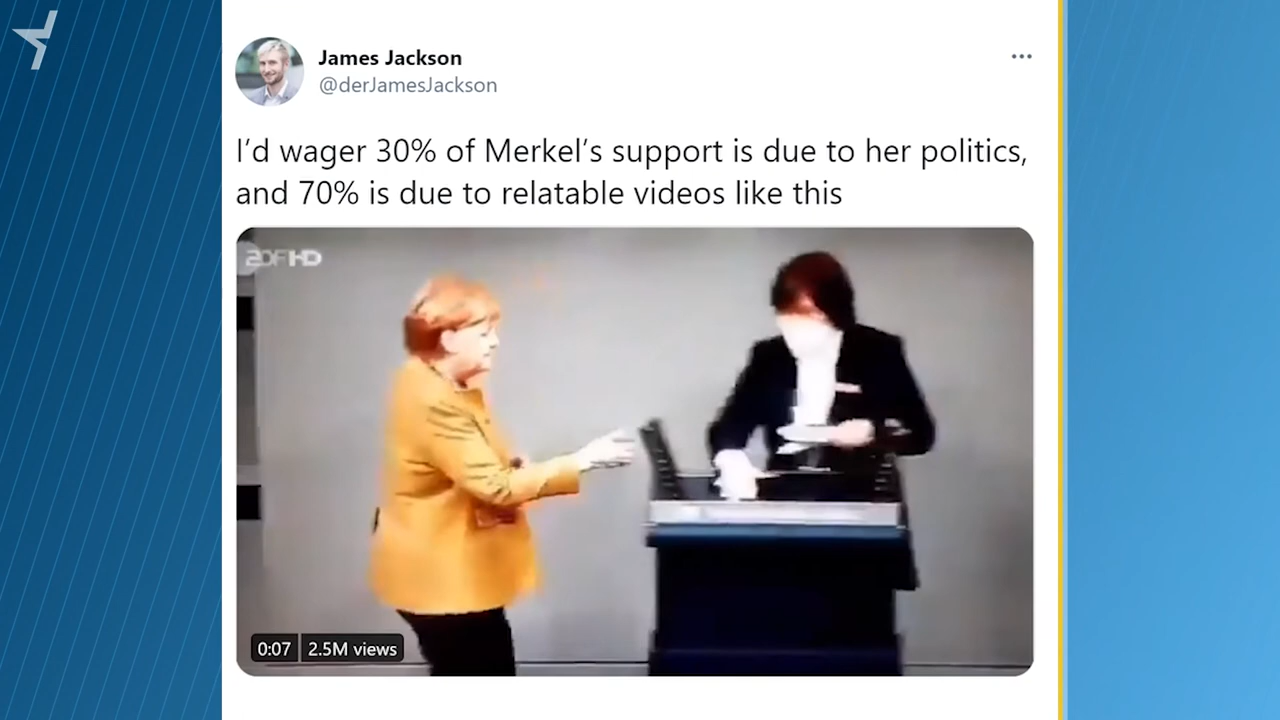 James Jackson
@derJamesJackson
I'd wager 30% of Merkel's support is due to her politics,
and 70% is due to relatable videos like this
ZDFHD
0:07 2.5M views